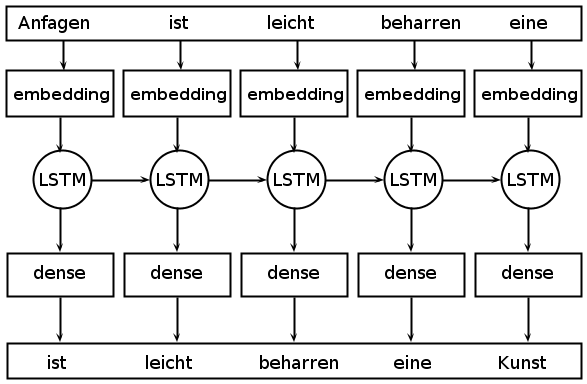 Anfagen ist leicht beharren eine
embedding embedding embedding embedding embedding
LSTM LSTM LSTM LSTM LSTM
dense dense dense dense dense
ist leicht beharren eine Kunst